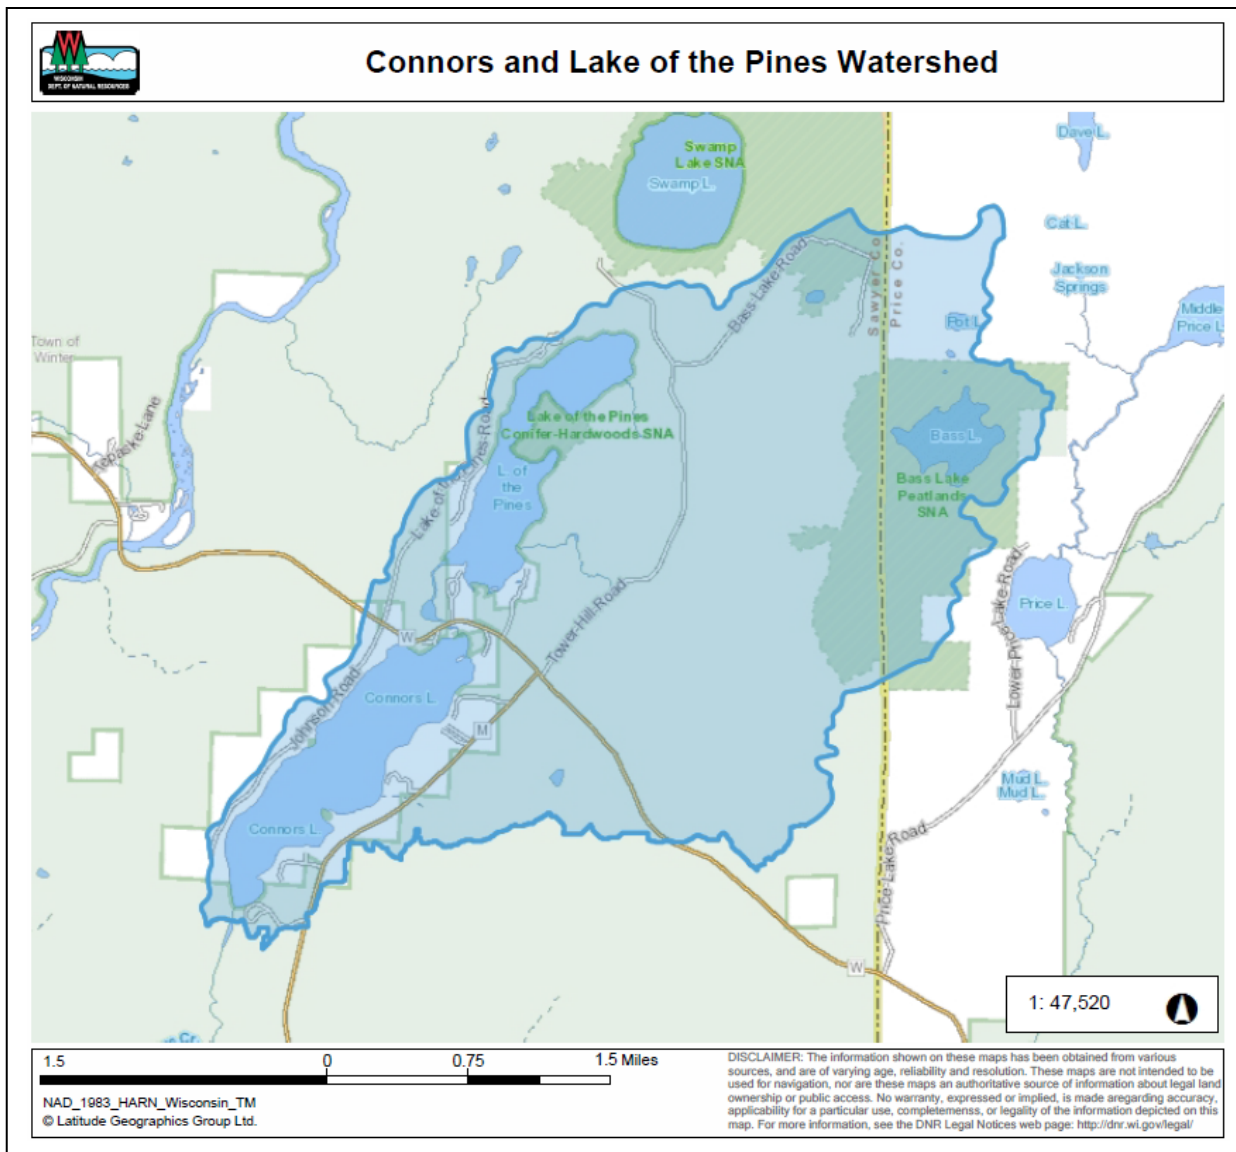 WISCONSIN
DEPT. OF NATURAL RESOURCES
Connors and Lake of the Pines Watershed
Dave L.
Swamp
Lake SNA
Swamp L.
Cat L.
Bass Lake Road
Sawyer Co.
Price Co.
Jackson
Springs
Middle
Price L
Pot L
Town of
Winter
Tepaske Lane
Lake of the Pines Road
Lake of the Pines
Conifer-Hardwoods SNA
L. of
the
Pines
Bass L.
Bass Lake
Peatlands
SNA
Lower Price Lake Road
Price L.
W
Tower Hill Road
Johnson Road
Connors L.
M
Mud L.
Mud L.
Connors L.
Price Lake Road
W
Cr.
1: 47,520
1.5
0
0.75
1.5 Miles
NAD_1983_HARN_Wisconsin_TM
© Latitude Geographics Group Ltd.
DISCLAIMER: The information shown on these maps has been obtained from various
sources, and are of varying age, reliability and resolution. These maps are not intended to be
used for navigation, nor are these maps an authoritative source of information about legal land
ownership or public access. No warranty, expressed or implied, is made aregarding accuracy,
applicability for a particular use, completemenss, or legality of the information depicted on this
map. For more information, see the DNR Legal Notices web page: http://dnr.wi.gov/legal/